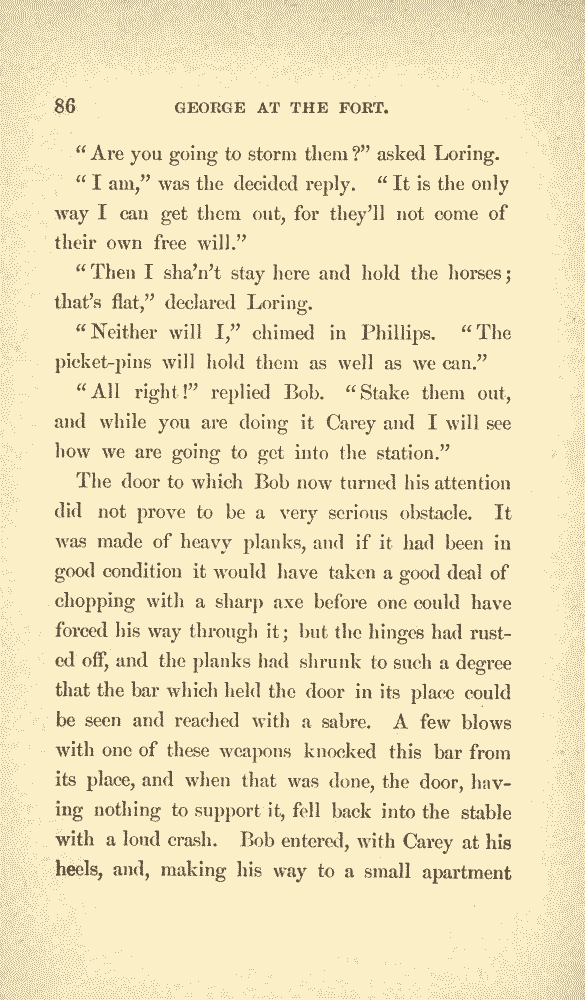 86 GEORGE AT THE FORT.
“Are you going to storm them?” asked Loring.
“I am,” was the decided reply. “It is the only
way I can get them out, for they’ll not come of
their own free will.”
“Then I sha’n’t stay here and hold the horses;
that’s flat,” declared Loring.
“Neither will I,” chimed in Phillips. “The
picket-pins will hold them as well as we can.”
“All right!” replied Bob. “Stake them out,
and while you are doing it Carey and I will see
how we are going to get into the station.”
The door to which Bob now turned his attention
did not prove to be a very serious obstacle. It
was made of heavy planks, and if it had been in
good condition it would have taken a good deal of
chopping with a sharp axe before one could have
forced his way through it; but the hinges had rust-
ed off, and the planks had shrunk to such a degree
that the bar which held the door in its place could
be seen and reached with a sabre. A few blows
with one of these weapons knocked this bar from
its place, and when that was done, the door, hav-
ing nothing to support it, fell back into the stable
with a loud crash. Bob entered, with Carey at his
heels, and, making his way to a small apartment